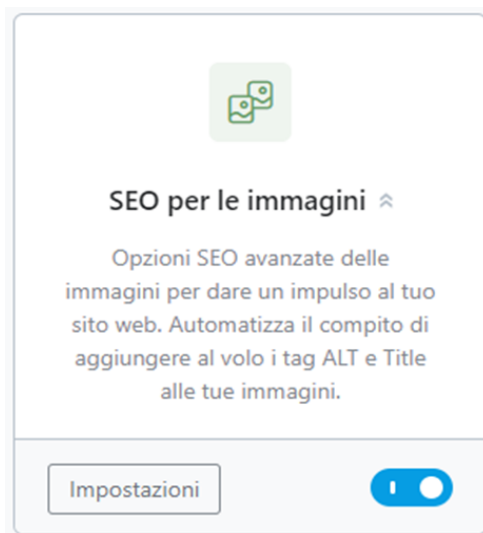 SEO per le immagini
Opzioni SEO avanzate delle
immagini per dare un impulso al tuo
sito web. Automatizza il compito di
aggiungere al volo i tag ALT e Title
alle tue immagini.
Impostazioni